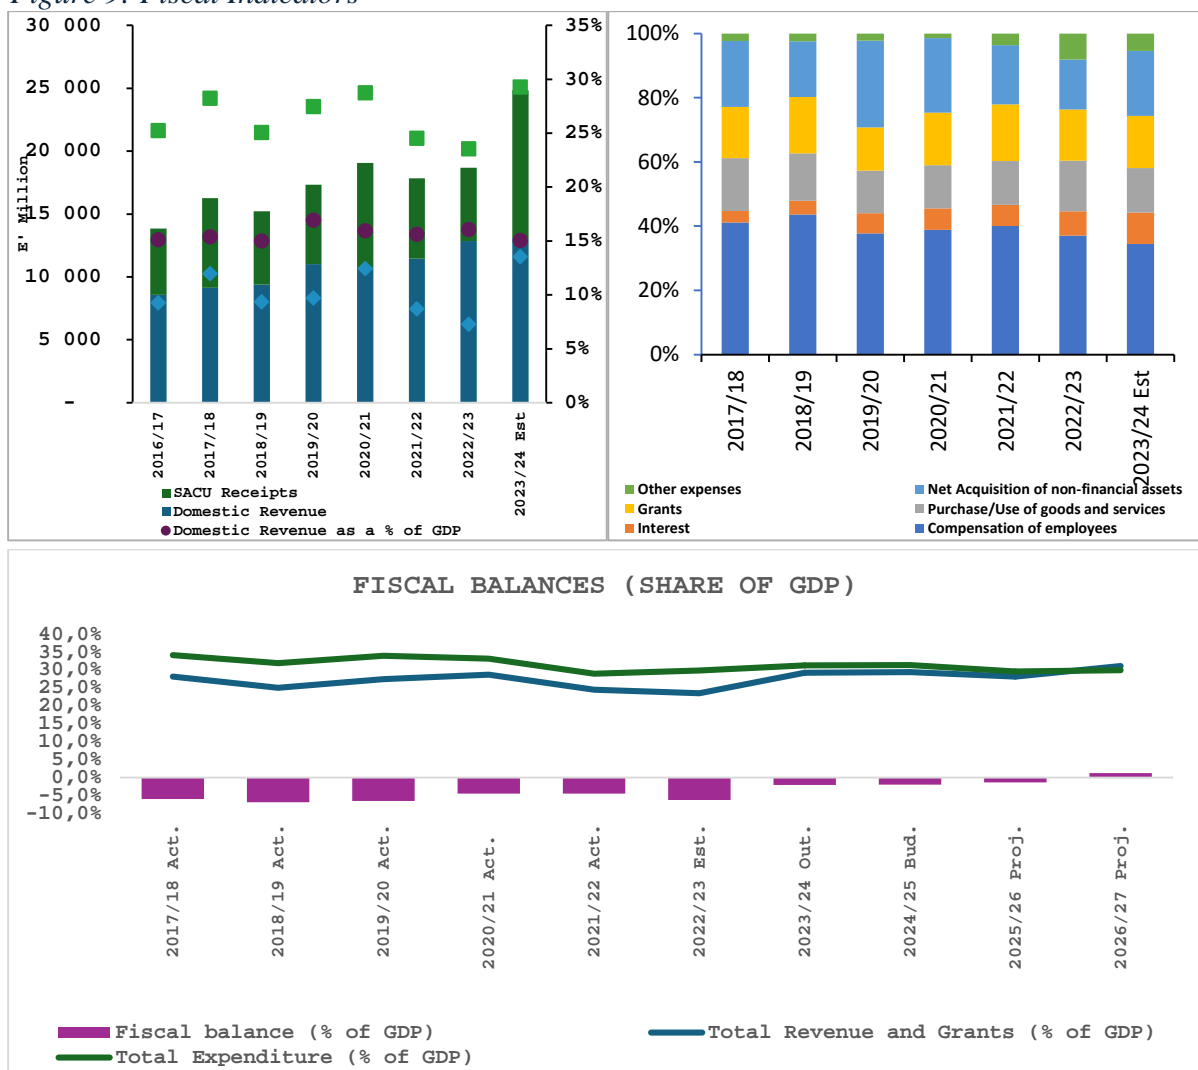 Figure 9: Fiscal Indicators
30 000
25 000
20 000
15 000
10 000
5 000
–
E' Million
35%
30%
25%
20%
15%
10%
5%
0%
2016/17
2017/18
2018/19
2019/20
2020/21
2021/22
2022/23
2023/24 Est
SACU Receipts
Domestic Revenue
Domestic Revenue as a % of GDP
100%
80%
60%
40%
20%
0%
2017/18
2018/19
2019/20
2020/21
2021/22
2022/23
2023/24 Est
Other expenses
Net Acquisition of non-financial assets
Grants
Purchase/Use of goods and services
Interest
Compensation of employees
FISCAL BALANCES (SHARE OF GDP)
40,0%
35,0%
30,0%
25,0%
20,0%
15,0%
10,0%
5,0%
0,0%
-5,0%
-10,0%
2017/18 Act.
2018/19 Act.
2019/20 Act.
2020/21 Act.
2021/22 Act.
2022/23 Est.
2023/24 Out.
2024/25 Bud.
2025/26 Proj.
2026/27 Proj.
Fiscal balance (% of GDP)
Total Revenue and Grants (% of GDP)
Total Expenditure (% of GDP)